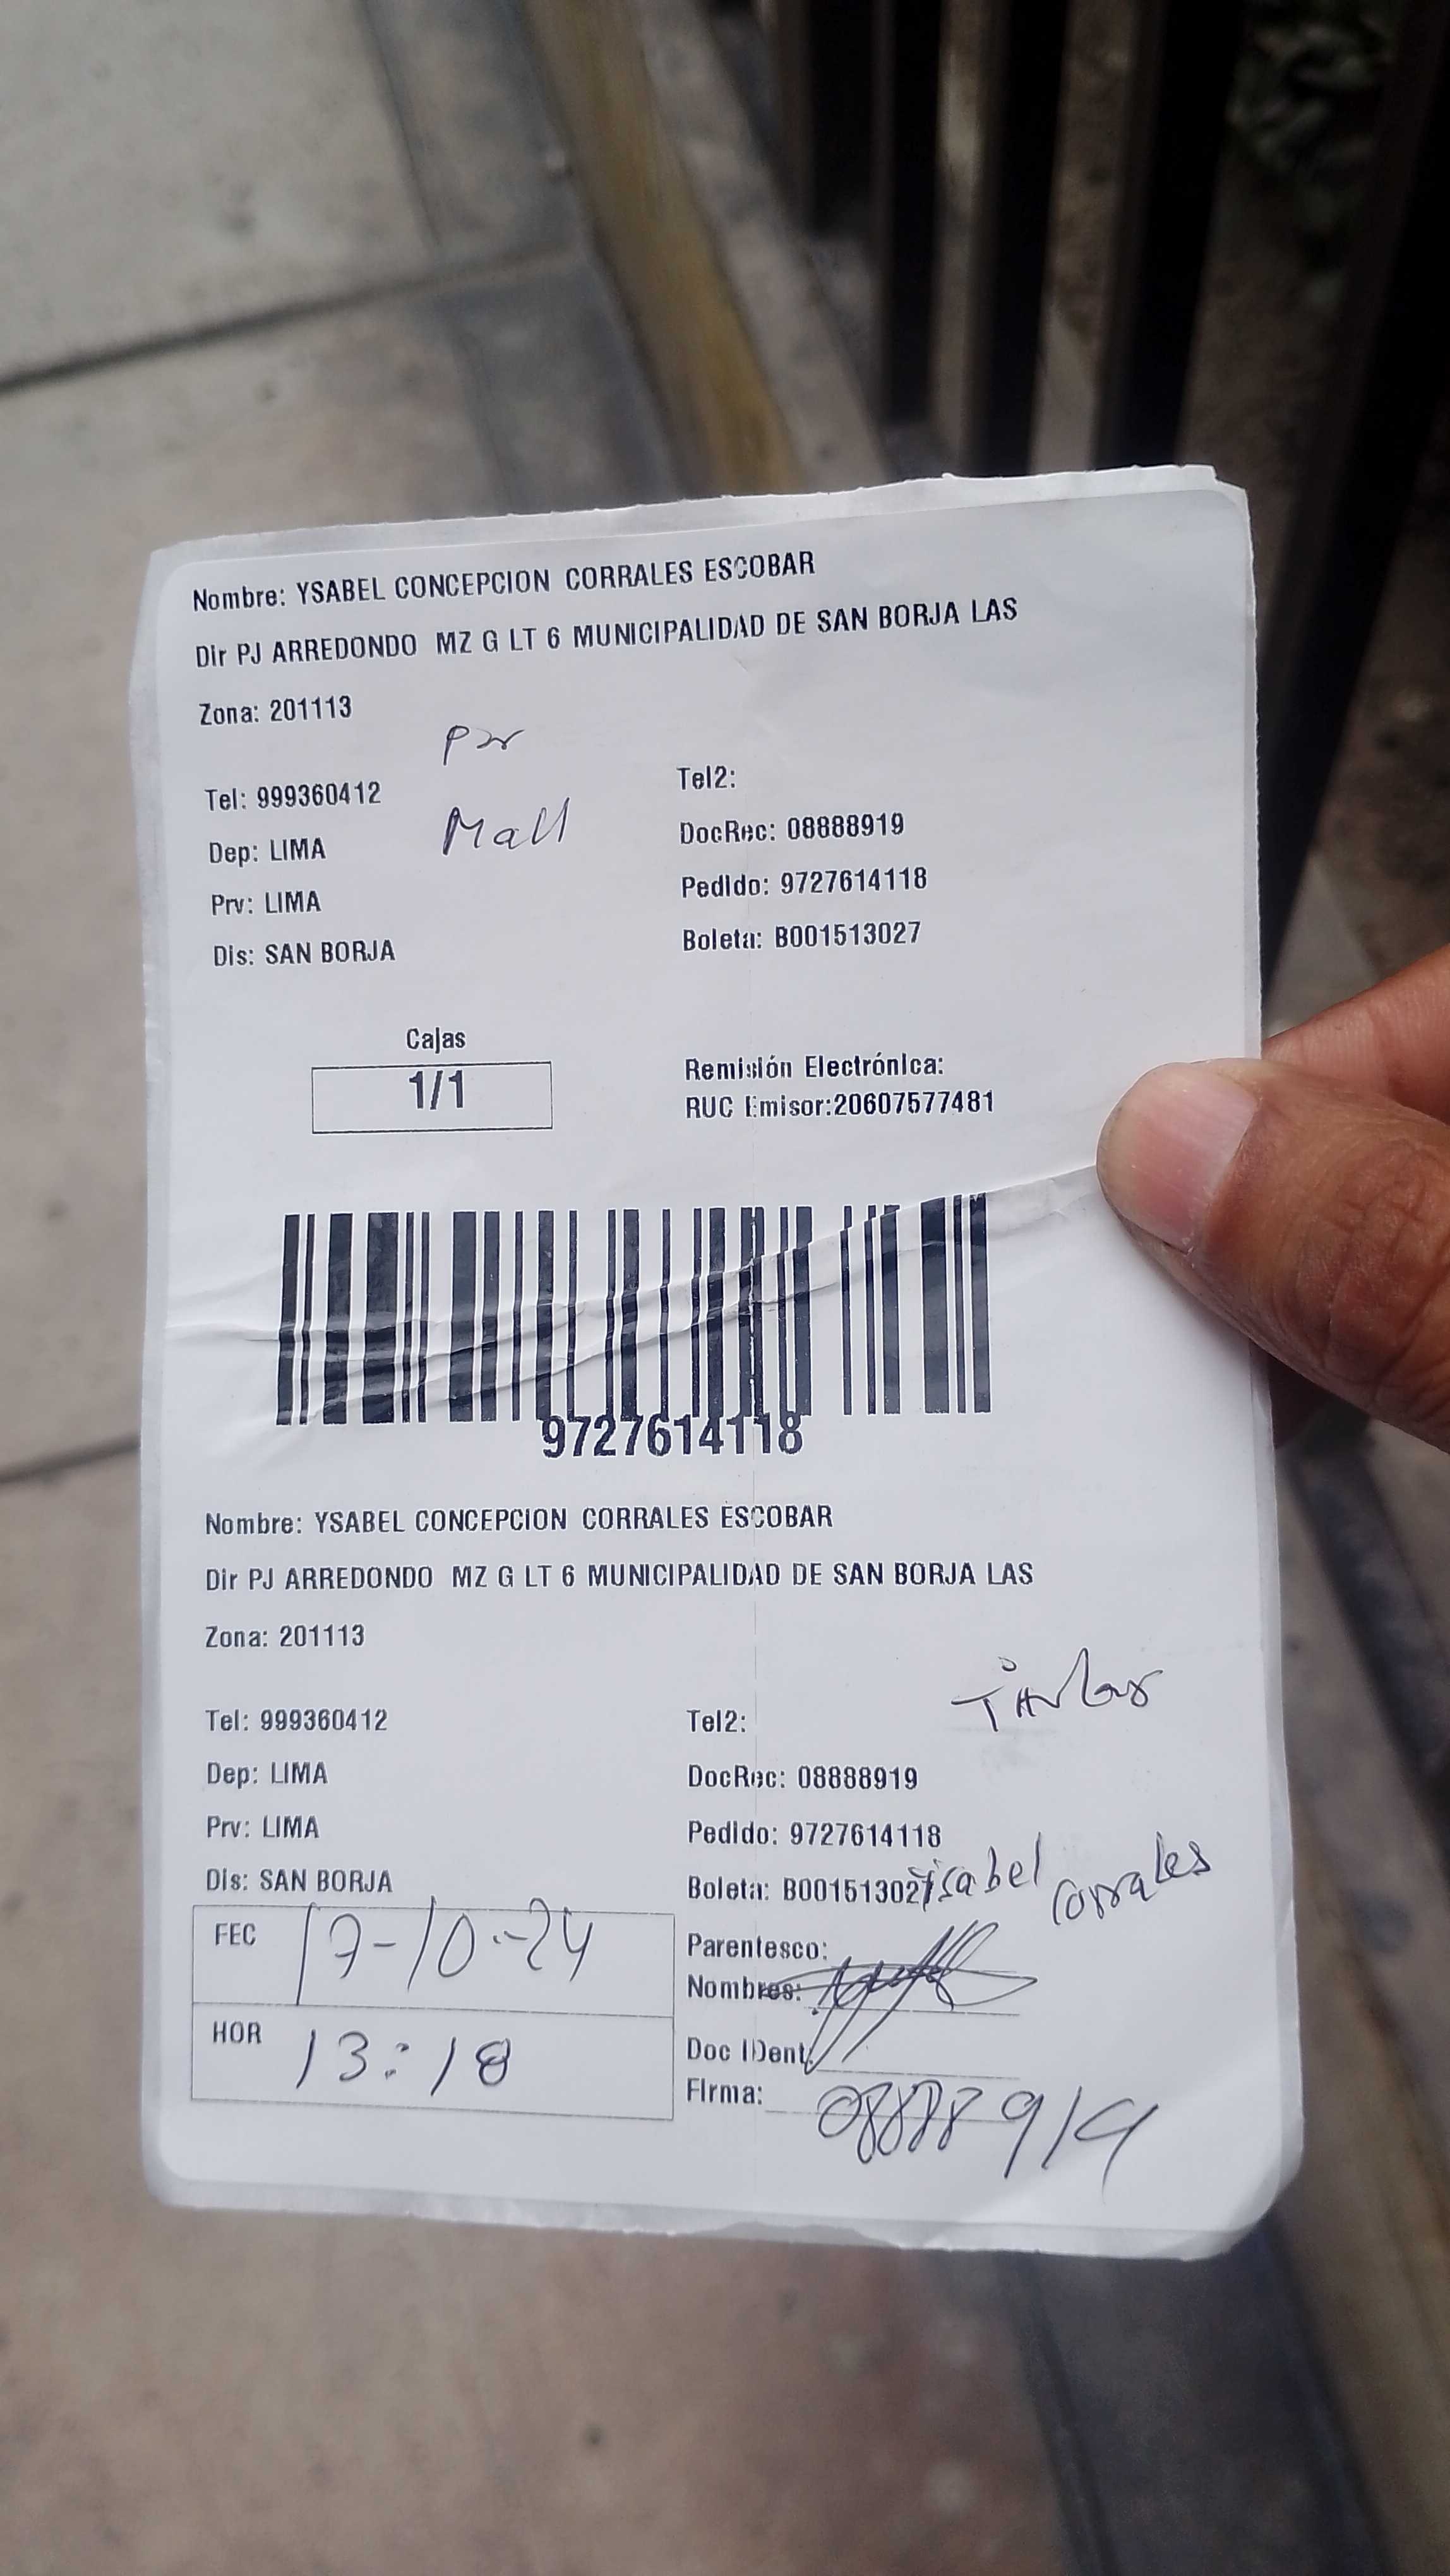 Nombre: YSABEL CONCEPCION CORRALES ESCOBAR
Dir PJ ARREDONDO MZ G LT 6 MUNICIPALIDAD DE SAN BORJA LAS
Zona: 201113
Tel: 999360412
Tel2:
Mall
Dep: LIMA
DocRec: 08888919
Prv: LIMA
Pedido: 9727614118
Dis: SAN BORJA
Boleta: B001513027
Cajas
1/1
Remisión Electrónica:
RUC Emisor:20607577481
9727614118
Nombre: YSABEL CONCEPCION CORRALES ESCOBAR
Dir PJ ARREDONDO MZ G LT 6 MUNICIPALIDAD DE SAN BORJA LAS
Zona: 201113
Tel: 999360412
Tel2:
Dep: LIMA
DocRec: 08888919
Prv: LIMA
Pedido: 9727614118
Dis: SAN BORJA
Boleta: B001513027
Corrales
FEC 17-10-24
Parentesco:
Nombres:
HOR 13:18
Doc IDent:
Firma:
08888919